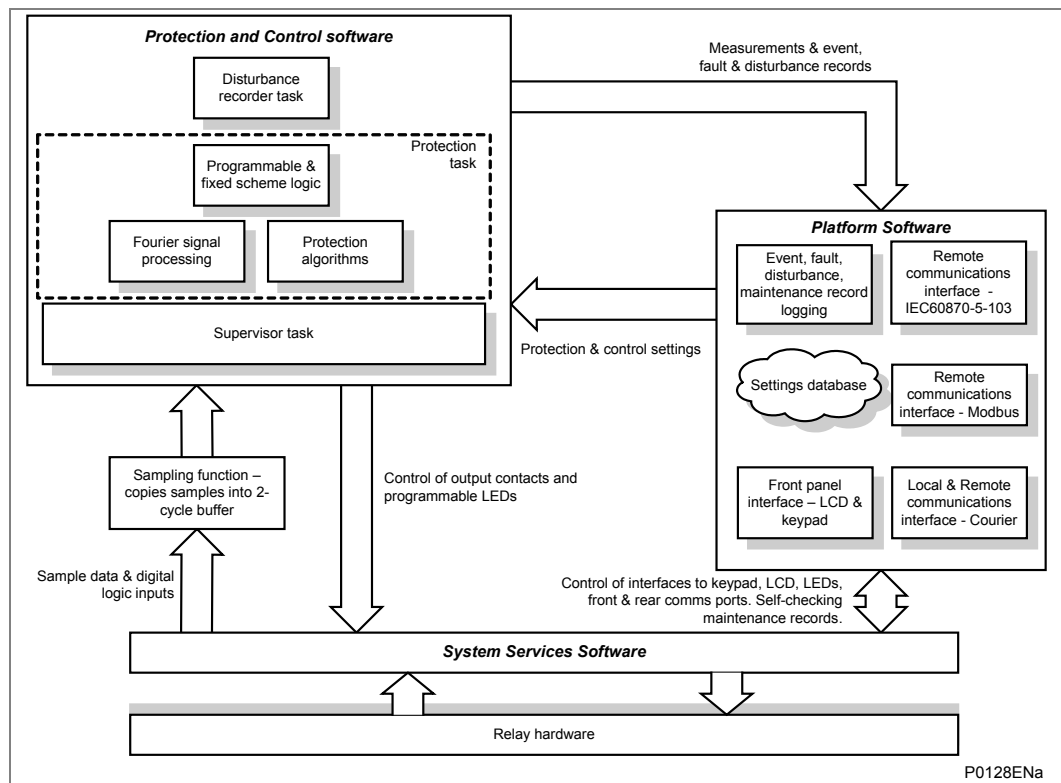 Protection and Control software
Disturbance
recorder task
Protection
task
Programmable &
fixed scheme logic
Fourier signal
processing
Protection
algorithms
Supervisor task
Measurements & event,
fault & disturbance records
Platform Software
Event, fault,
disturbance,
maintenance record
logging
Remote
communications
interface -
IEC60870-5-103
Protection & control settings
Settings database
Remote
communications
interface - Modbus
Front panel
interface – LCD &
keypad
Local & Remote
communications
interface - Courier
Sampling function –
copies samples into 2-
cycle buffer
Control of output contacts and
programmable LEDs
Sample data & digital
logic inputs
Control of interfaces to keypad, LCD, LEDs,
front & rear comms ports. Self-checking
maintenance records.
System Services Software
Relay hardware
P0128ENa